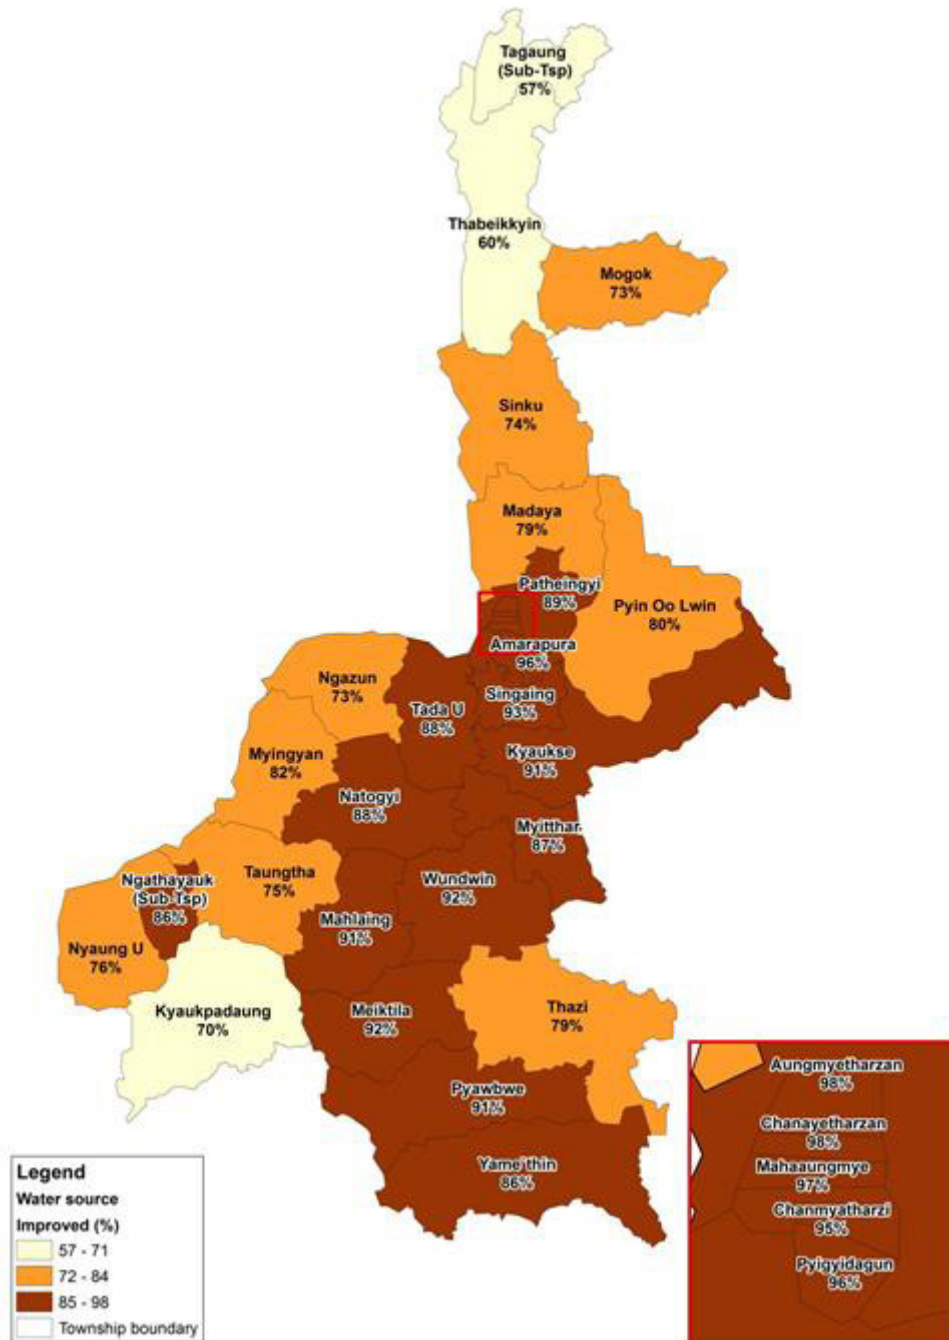 Tagaung
(Sub-Tsp)
57%
Thabeikkyin
60%
Mogok
73%
Sinku
74%
Madaya
79%
Patheingyi
89%
Pyin Oo Lwin
80%
Amarapura
96%
Ngazun
73%
Tada U
88%
Singaing
93%
Myingyan
82%
Kyaukse
91%
Natogyi
88%
Myitthar
87%
Ngathayauk
(Sub-Tsp)
86%
Taungtha
75%
Wundwin
92%
Mahlaing
91%
Nyaung U
76%
Kyaukpadaung
70%
Meiktila
92%
Thazi
79%
Pyawbwe
91%
Yame'thin
86%
Aungmyetharzan
98%
Chanayetharzan
98%
Mahaaungmye
97%
Chanmyatharzi
95%
Pyigyidagun
96%
Legend
Water source
Improved (%)
57 - 71
72 - 84
85 - 98
Township boundary